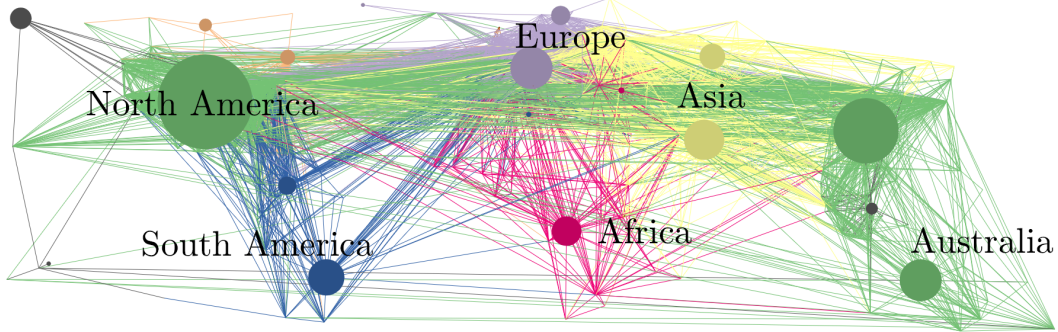 Europe
North America
Asia
South America
Africa
Australia